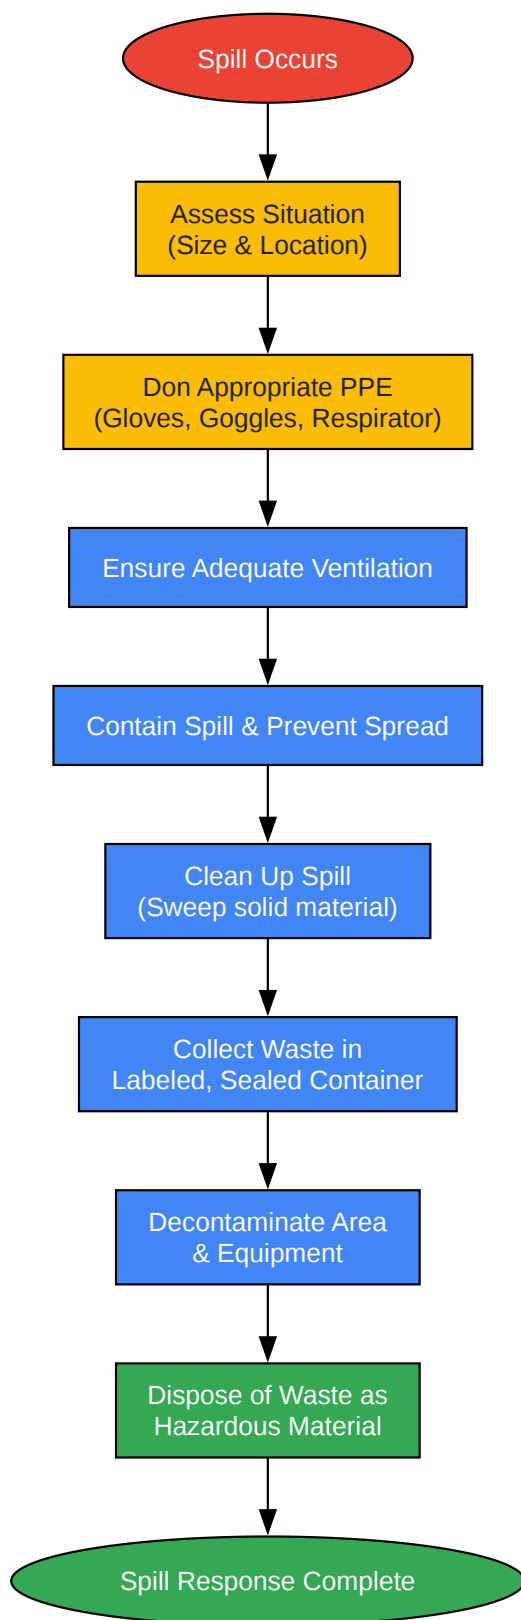 Spill Occurs
Assess Situation
(Size & Location)
Don Appropriate PPE
(Gloves, Goggles, Respirator)
Ensure Adequate Ventilation
Contain Spill & Prevent Spread
Clean Up Spill
(Sweep solid material)
Collect Waste in
Labeled, Sealed Container
Decontaminate Area
& Equipment
Dispose of Waste as
Hazardous Material
Spill Response Complete